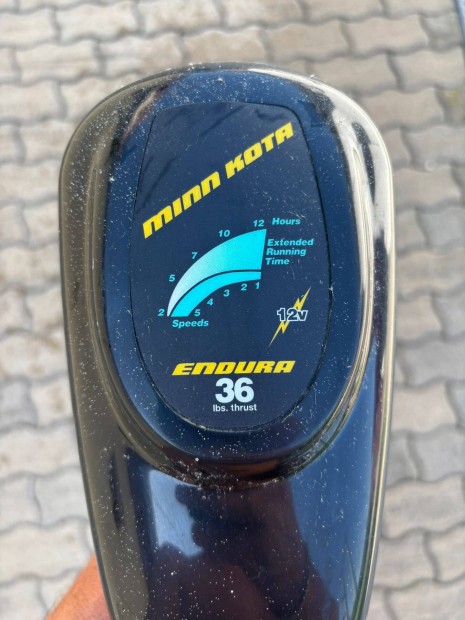 MINN KOTA
12 Hours
10
7
5
2
Extended
Running
Time
5 4 3 2 1
Speeds
12v
ENDURA
36
lbs. thrust